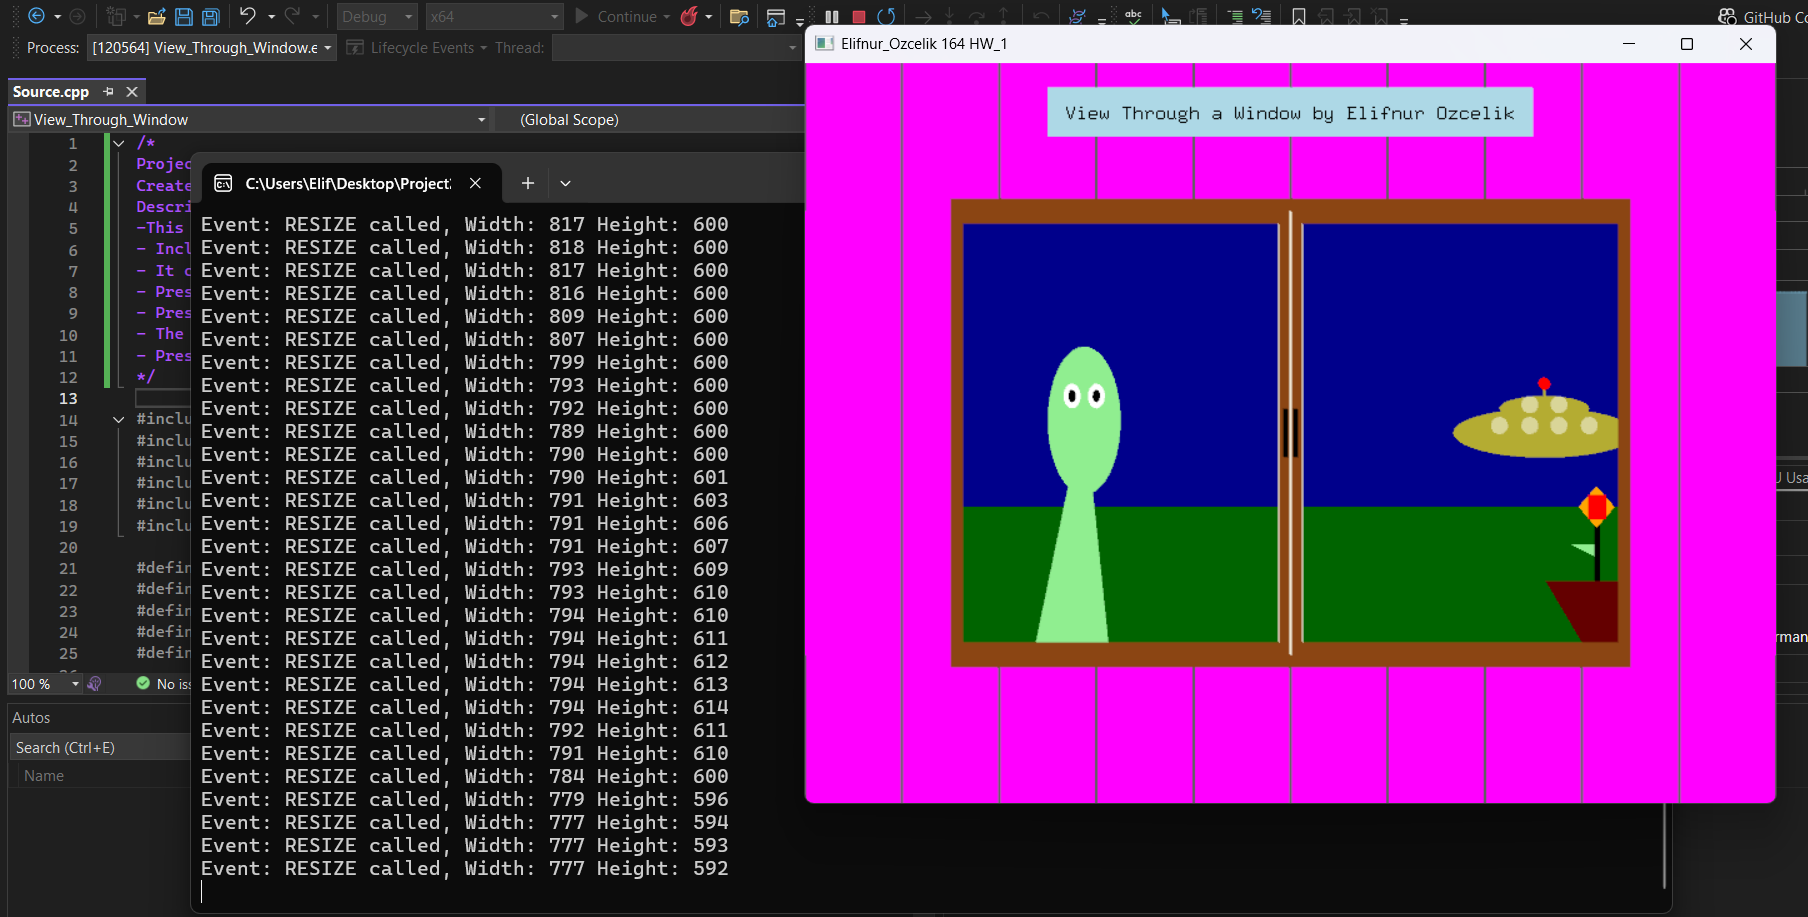 Debug
x64
Continue
GitHub Co
Process:
[120564] View_Through_Window.e
Lifecycle Events
Thread:
Source.cpp
View_Through_Window
(Global Scope)
1 /*
2 Projec
3 Create
4 Descri
5 -This
6 - Incl
7 - It c
8 - Pres
9 - Pres
10 - The
11 - Pres
12 */
13
14 #inclu
15 #inclu
16 #inclu
17 #inclu
18 #inclu
19 #inclu
20
21 #defin
22 #defin
23 #defin
24 #defin
25 #defin
100 %
No iss
Autos
Search (Ctrl+E)
Name
C:\Users\Elif\Desktop\Project
Event: RESIZE called, Width: 817 Height: 600
Event: RESIZE called, Width: 818 Height: 600
Event: RESIZE called, Width: 817 Height: 600
Event: RESIZE called, Width: 816 Height: 600
Event: RESIZE called, Width: 809 Height: 600
Event: RESIZE called, Width: 807 Height: 600
Event: RESIZE called, Width: 799 Height: 600
Event: RESIZE called, Width: 793 Height: 600
Event: RESIZE called, Width: 792 Height: 600
Event: RESIZE called, Width: 789 Height: 600
Event: RESIZE called, Width: 790 Height: 600
Event: RESIZE called, Width: 790 Height: 601
Event: RESIZE called, Width: 791 Height: 603
Event: RESIZE called, Width: 791 Height: 606
Event: RESIZE called, Width: 791 Height: 607
Event: RESIZE called, Width: 793 Height: 609
Event: RESIZE called, Width: 793 Height: 610
Event: RESIZE called, Width: 794 Height: 610
Event: RESIZE called, Width: 794 Height: 611
Event: RESIZE called, Width: 794 Height: 612
Event: RESIZE called, Width: 794 Height: 613
Event: RESIZE called, Width: 794 Height: 614
Event: RESIZE called, Width: 792 Height: 611
Event: RESIZE called, Width: 791 Height: 610
Event: RESIZE called, Width: 784 Height: 600
Event: RESIZE called, Width: 779 Height: 596
Event: RESIZE called, Width: 777 Height: 594
Event: RESIZE called, Width: 777 Height: 593
Event: RESIZE called, Width: 777 Height: 592
Elifnur_Ozcelik 164 HW_1
View Through a Window by Elifnur Ozcelik
J Usa
rman